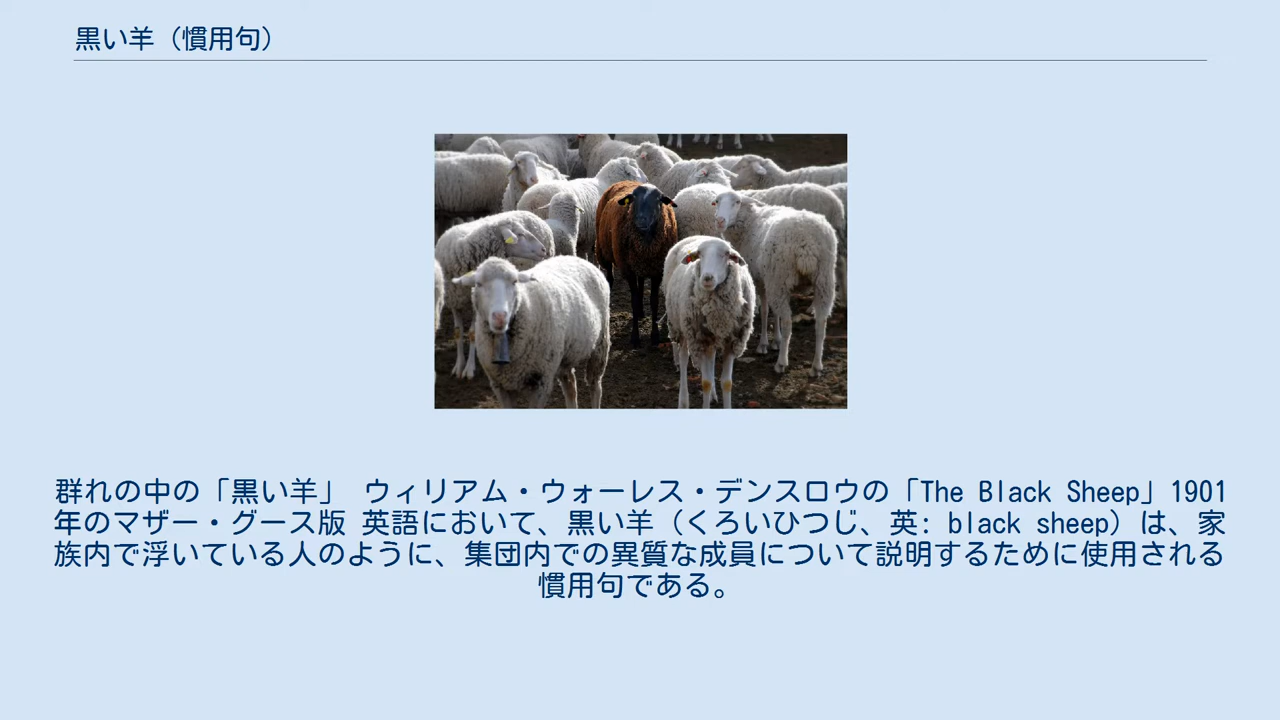 黒い羊（慣用句）
群れの中の「黒い羊」 ウィリアム・ウォーレス・デンスロウの「The Black Sheep」1901
年のマザー・グース版 英語において、黒い羊（くろいひつじ、英: black sheep）は、家
族内で浮いている人のように、集団内での異質な成員について説明するために使用される
慣用句である。